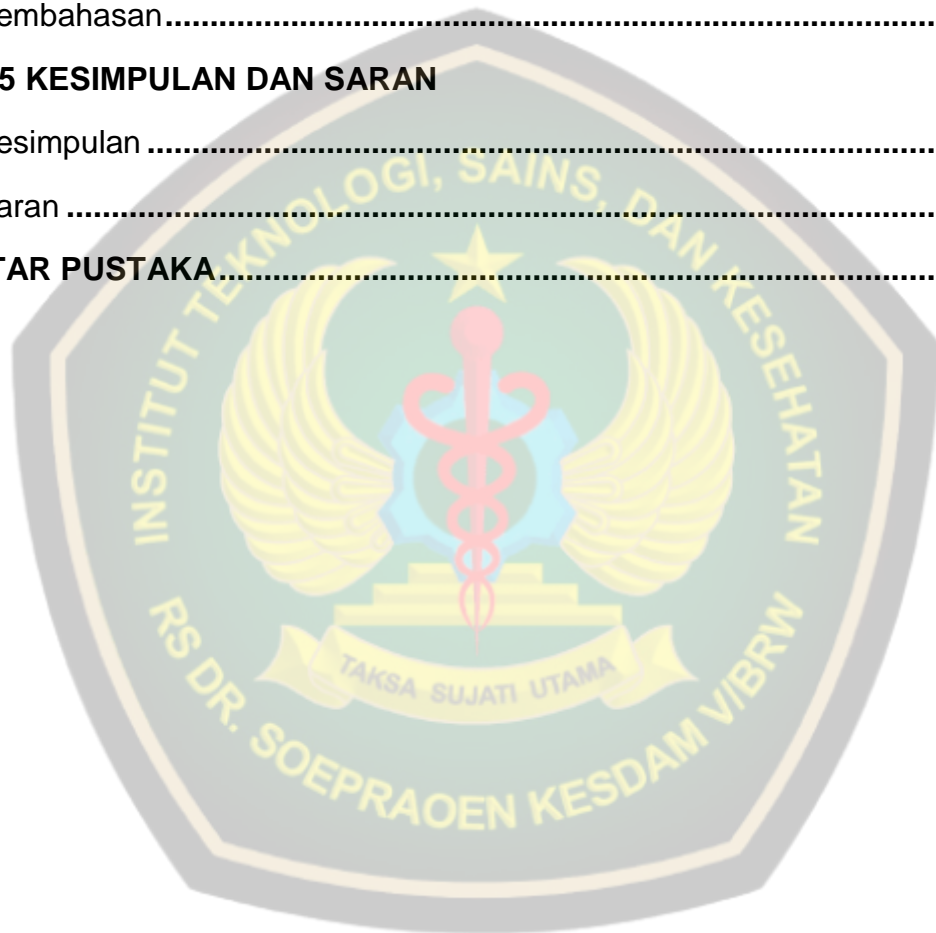 embahasan................................................................................................
5 KESIMPULAN DAN SARAN
esimpulan................................................................................................
aran................................................................................................
TAR PUSTAKA................................................................................................
INSTITUT TEKNOLOGI, SAINS, DAN KESEHATAN
TAKSA SUJATI UTAMA
RS DR. SOEPRAOEN KESDAM V/BRW